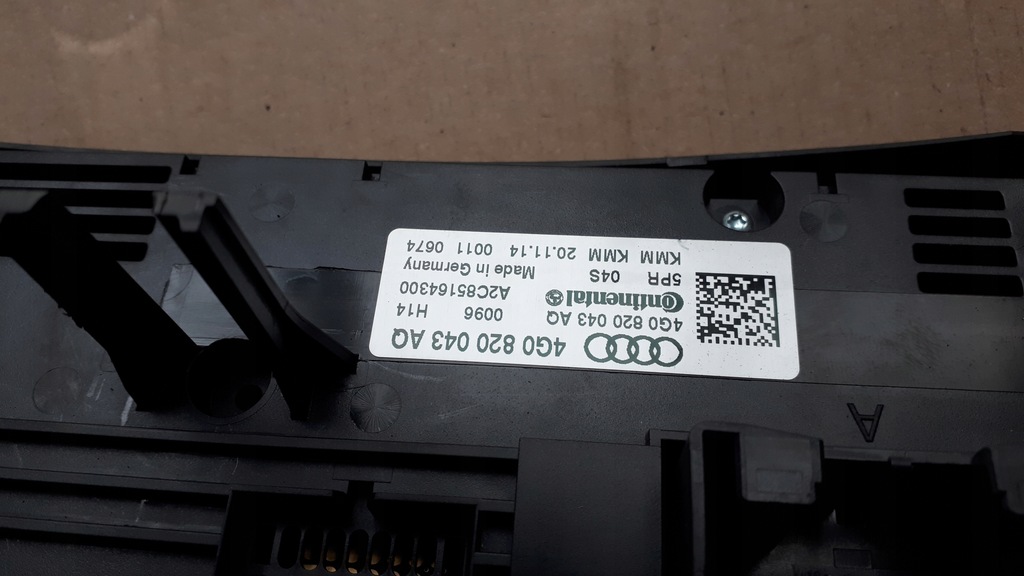 4G0 820 043 AQ
4G0 820 043 AQ 0096 H14
Continental A2C85164300
5PR 04S Made in Germany
KMM KMM 20.11.14 0011 0674
A